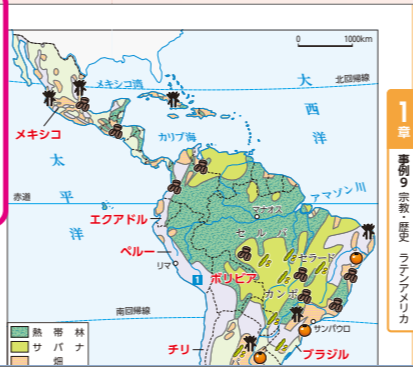 0 1000km
北回帰線
メキシコ湾
大西洋
メキシコ
カリブ海
太平洋
赤道
アマゾン川
マナオス
エクアドル
セルバ
ペルー
セラード
リマ
1
ボリビア
カンポ
南回帰線
サンパウロ
チリ
ブラジル
熱帯林
サバナ
畑
1章
事例9 宗教・歴史 ラテンアメリカ